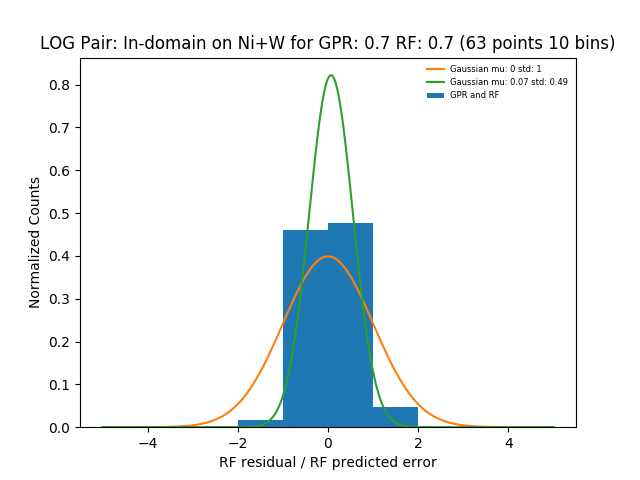 LOG Pair: In-domain on Ni+W for GPR: 0.7 RF: 0.7 (63 points 10 bins)
Gaussian mu: 0 std: 1
Gaussian mu: 0.07 std: 0.49
GPR and RF
Normalized Counts
0.8
0.7
0.6
0.5
0.4
0.3
0.2
0.1
0.0
−4 −2 0 2 4
RF residual / RF predicted error